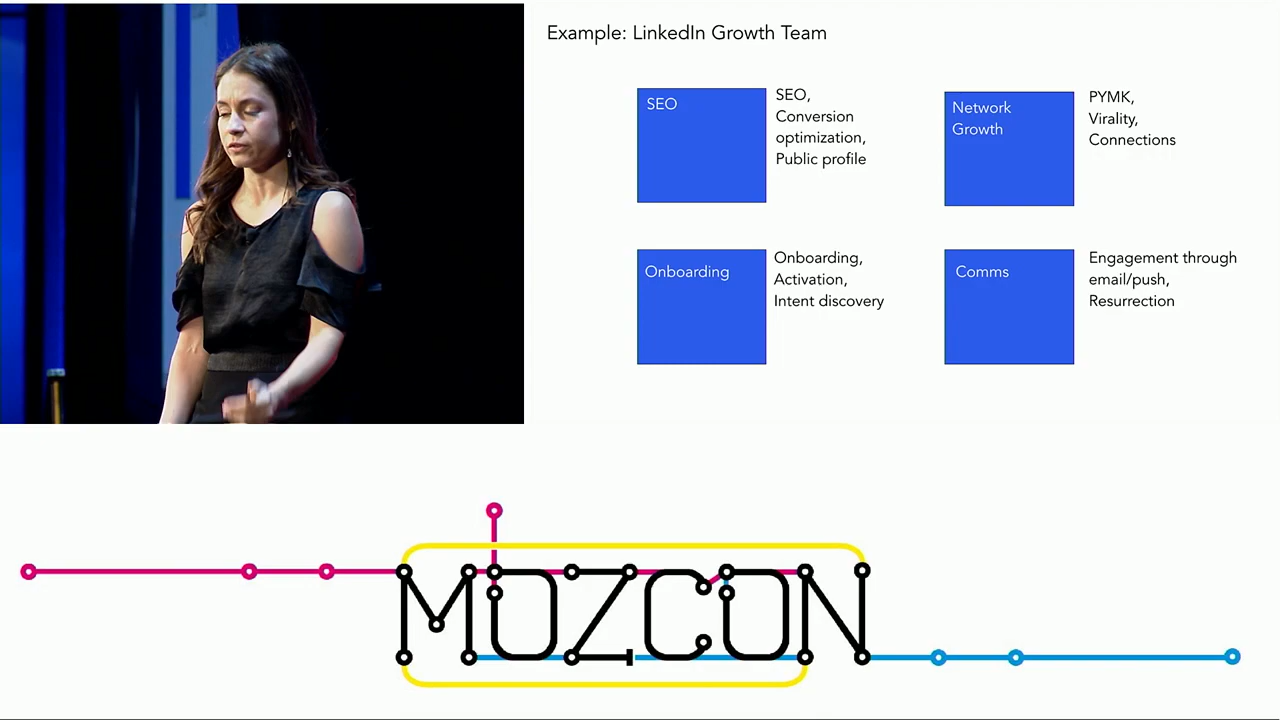 Example: LinkedIn Growth Team
SEO
SEO,
Conversion
optimization,
Public profile
Network
Growth
PYMK,
Virality,
Connections
Onboarding
Onboarding,
Activation,
Intent discovery
Comms
Engagement through
email/push,
Resurrection
MOZCON